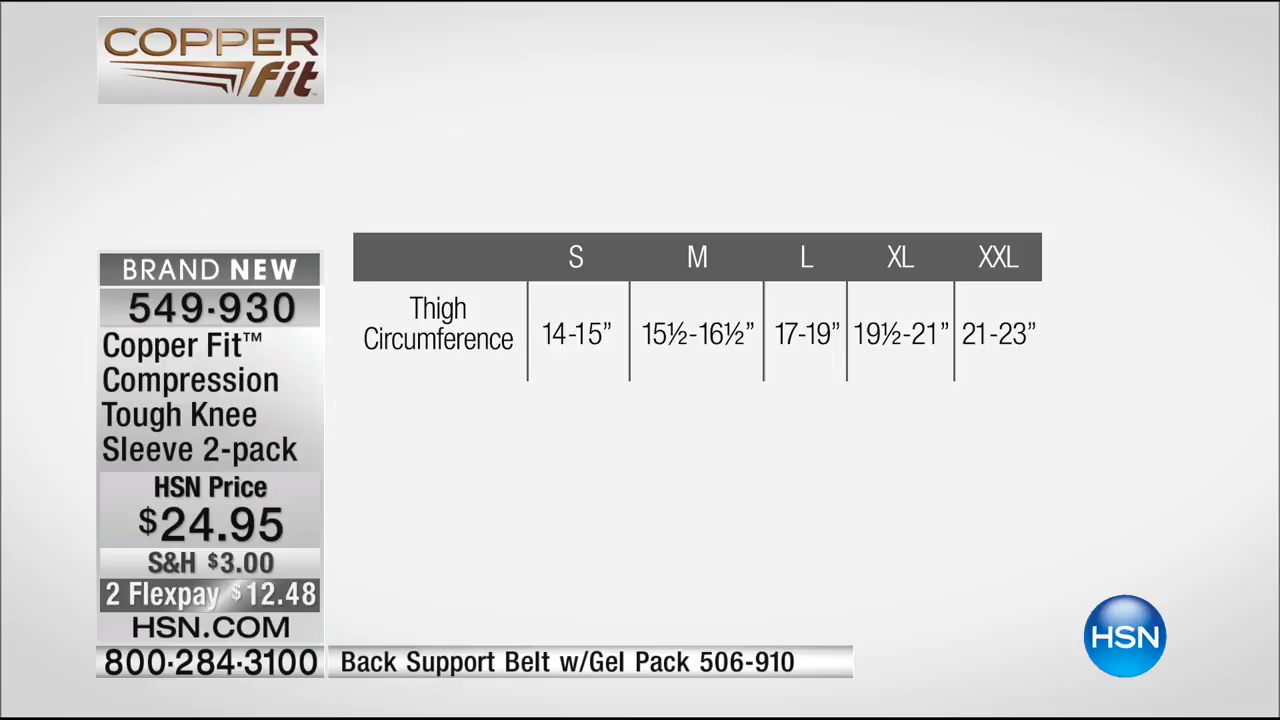 COPPER
fit™
BRAND NEW
549·930
Copper Fit™
Compression
Tough Knee
Sleeve 2-pack
HSN Price
$24.95
S&H $3.00
2 Flexpay $12.48
HSN.COM
800·284·3100
S M L XL XXL
Thigh
Circumference
14-15” 15½-16½” 17-19” 19½-21” 21-23”
Back Support Belt w/Gel Pack 506-910
HSN